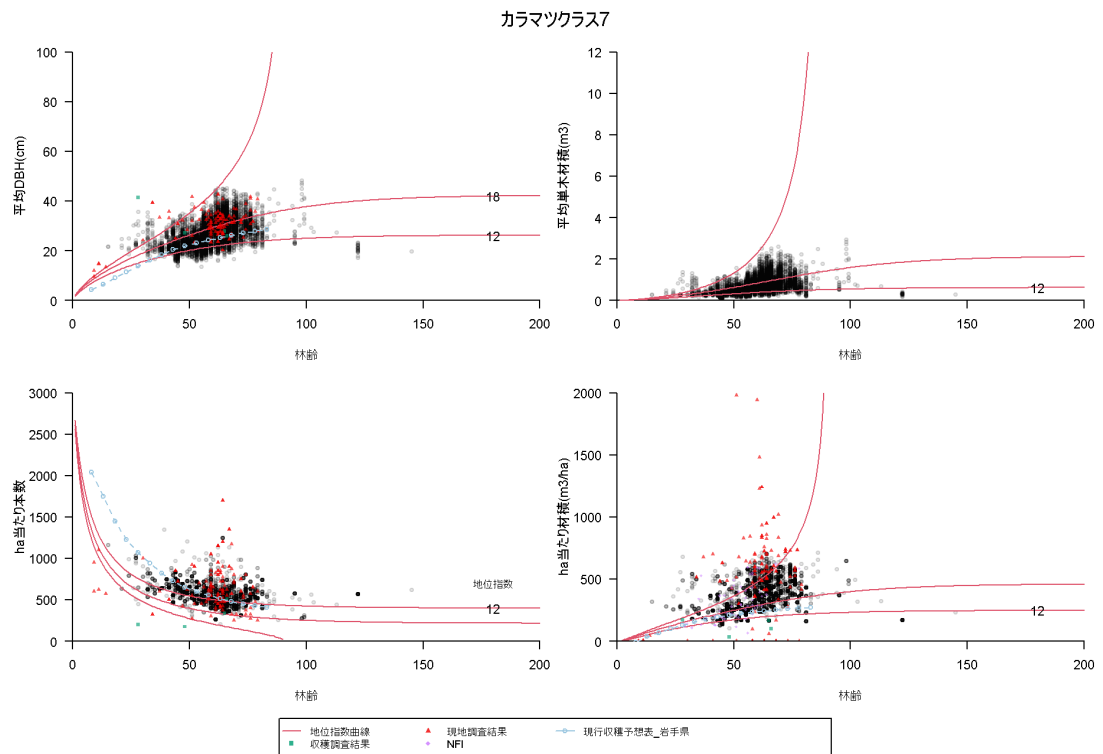 カラマツクラス7
平均DBH(cm)
100
80
60
40
20
0
18
12
0 50 100 150 200
林齢
平均単木材積(m3)
12
10
8
6
4
2
0
12
0 50 100 150 200
林齢
ha当たり本数
3000
2500
2000
1500
1000
500
0
地位指数
12
0 50 100 150 200
林齢
ha当たり材積(m3/ha)
2000
1500
1000
500
0
12
0 50 100 150 200
林齢
地位指数曲線 現地調査結果 現行収穫予想表_岩手県
収穫調査結果 NFI